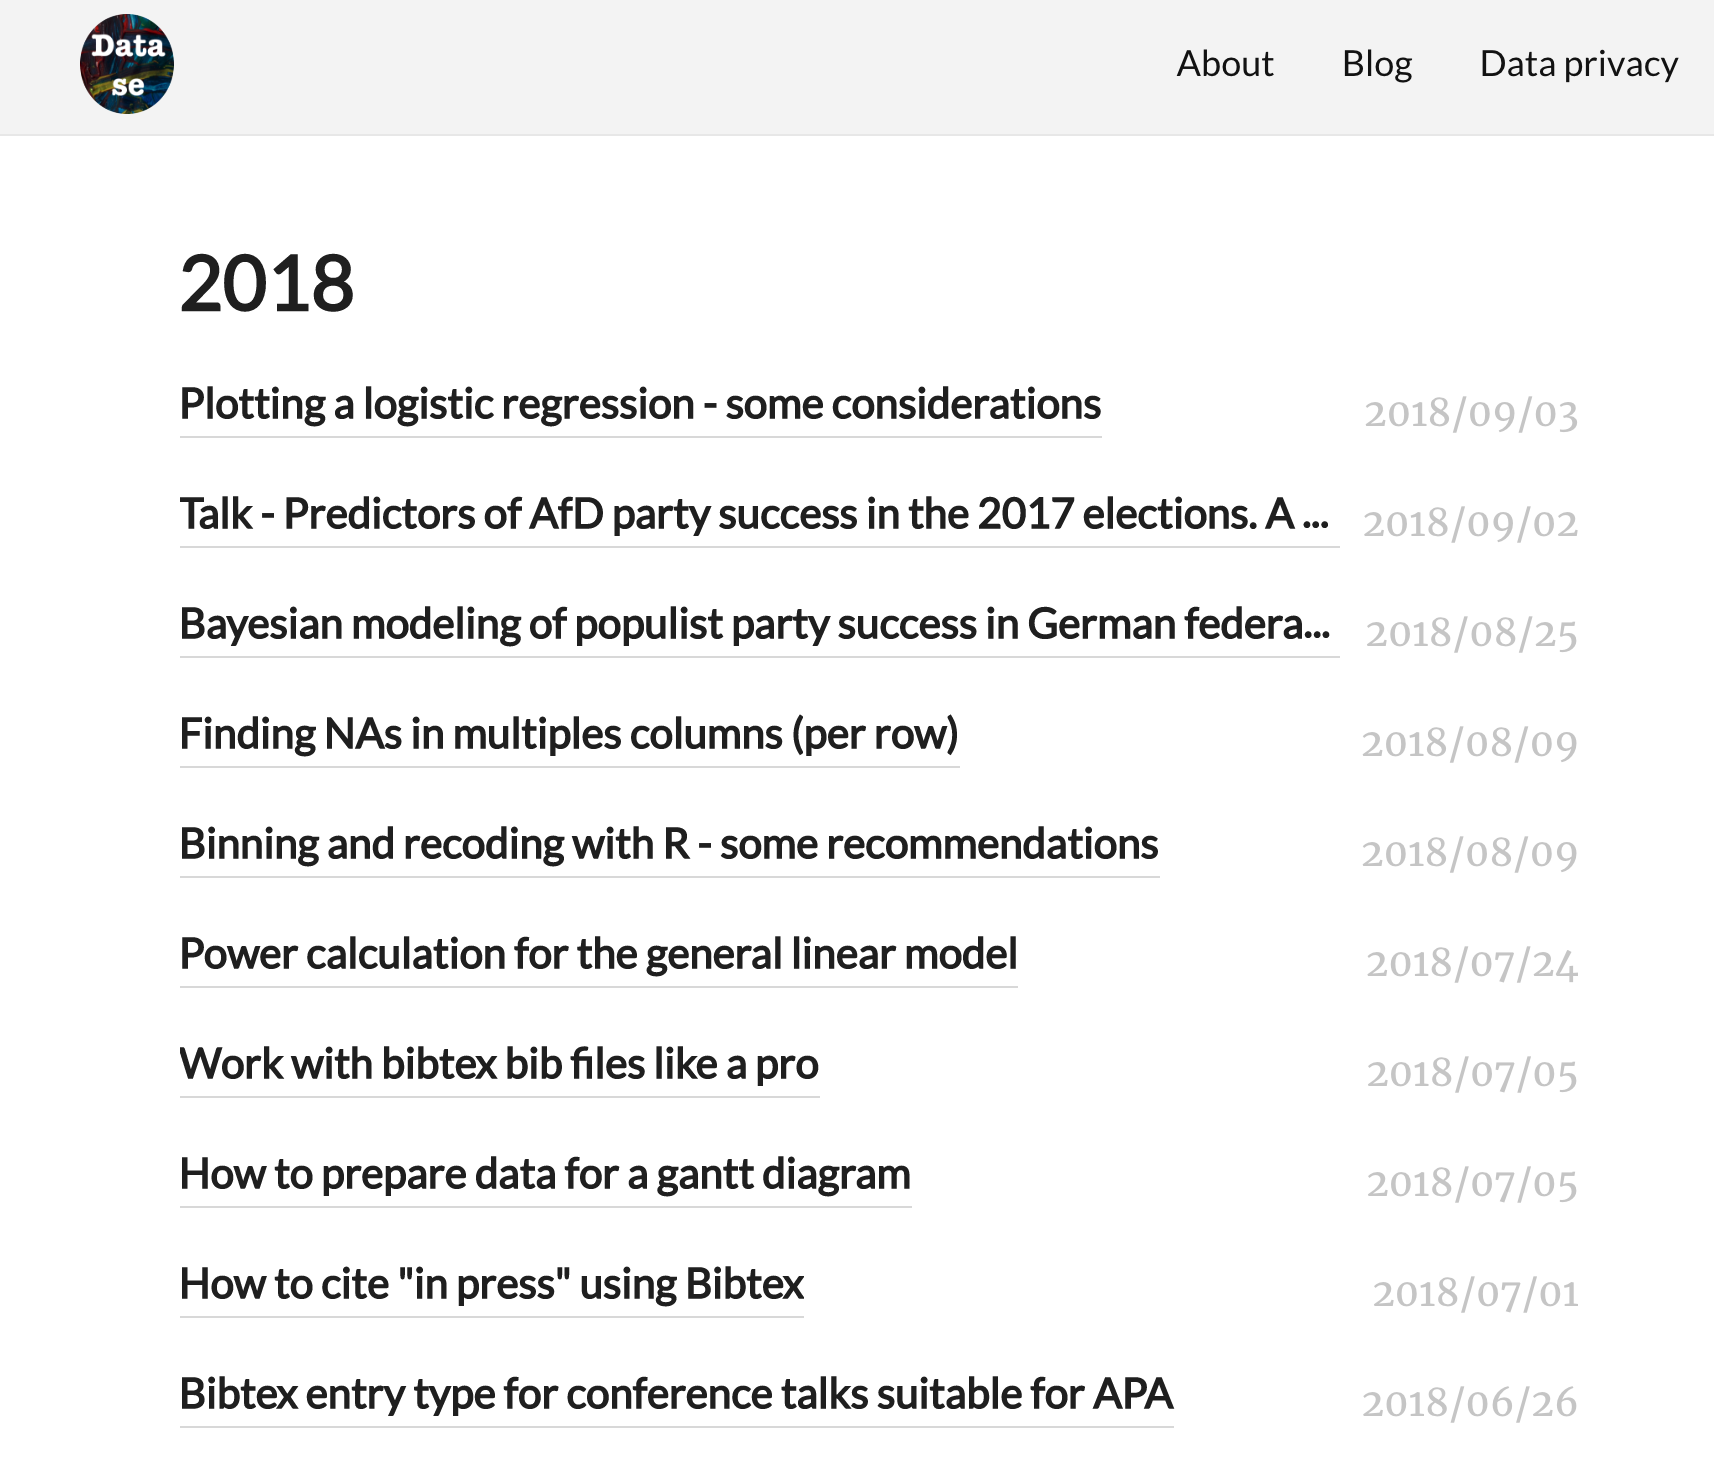 Data
se
About Blog Data privacy
2018
Plotting a logistic regression - some considerations 2018/09/03
Talk - Predictors of AfD party success in the 2017 elections. A ... 2018/09/02
Bayesian modeling of populist party success in German federa... 2018/08/25
Finding NAs in multiples columns (per row) 2018/08/09
Binning and recoding with R - some recommendations 2018/08/09
Power calculation for the general linear model 2018/07/24
Work with bibtex bib files like a pro 2018/07/05
How to prepare data for a gantt diagram 2018/07/05
How to cite "in press" using Bibtex 2018/07/01
Bibtex entry type for conference talks suitable for APA 2018/06/26